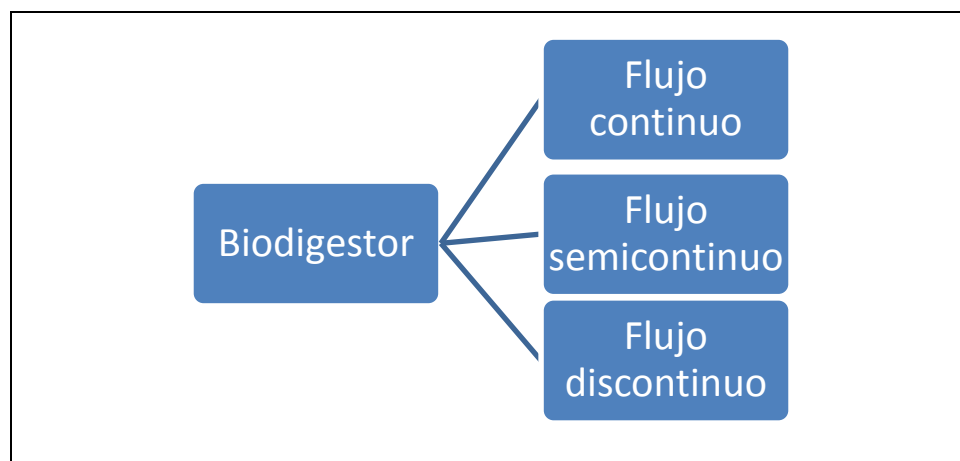 Biodigestor
Flujo
continuo
Flujo
semicontinuo
Flujo
discontinuo